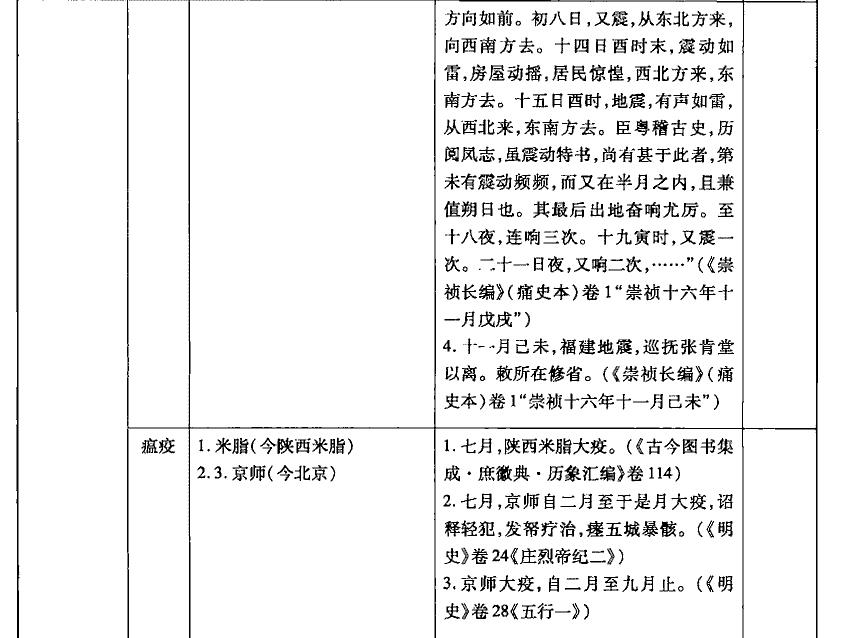 方向如前。初八日,又震,从东北方来,
向西南方去。十四日酉时末,震动如
雷,房屋动摇,居民惊惶,西北方来,东
南方去。十五日酉时,地震,有声如雷,
从西北来,东南方去。臣粤稽古史,历
阅凤志,虽震动特书,尚有甚于此者,第
未有震动频频,而又在半月之内,且兼
值朔日也。其最后出地奋响尤厉。至
十八夜,连响三次。十九寅时,又震一
次。二十一日夜,又响二次,……”(《崇
祯长编》(痛史本)卷1“崇祯十六年十
一月戊戌”)
4. 十一月己未,福建地震,巡抚张肯堂
以离。敕所在修省。(《崇祯长编》(痛
史本)卷1“崇祯十六年十一月己未”)
瘟疫
1. 米脂(今陕西米脂)
2.3. 京师(今北京)
1. 七月,陕西米脂大疫。(《古今图书集
成·庶徵典·历象汇编》卷114)
2. 七月,京师自二月至于是月大疫,诏
释轻犯,发帑疗治,瘗五城暴骸。(《明
史》卷24《庄烈帝纪二》)
3. 京师大疫,自二月至九月止。(《明
史》卷28《五行一》)